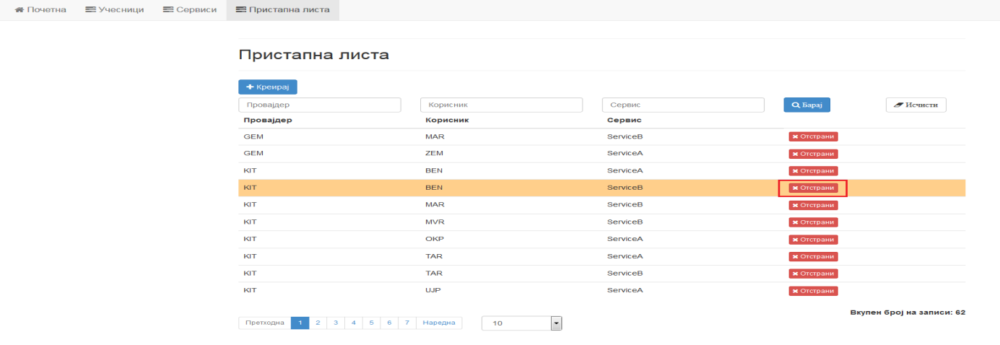 Почетна Учесници Сервиси Пристапна листа
Пристапна листа
Креирај
Провајдер Корисник Сервис Барај Исчисти
Провајдер Корисник Сервис
GEM MAR ServiceB Отстрани
GEM ZEM ServiceA Отстрани
KIT BEN ServiceA Отстрани
KIT BEN ServiceB Отстрани
KIT MAR ServiceB Отстрани
KIT MVR ServiceB Отстрани
KIT OKP ServiceA Отстрани
KIT TAR ServiceA Отстрани
KIT TAR ServiceB Отстрани
KIT UJP ServiceA Отстрани
Вкупен број на записи: 62
Претходна 1 2 3 4 5 6 7 Наредна 10